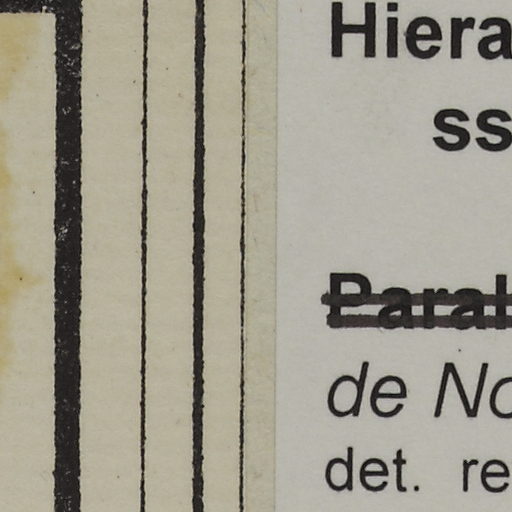 Hiera
ss
Paral
de No
det. re